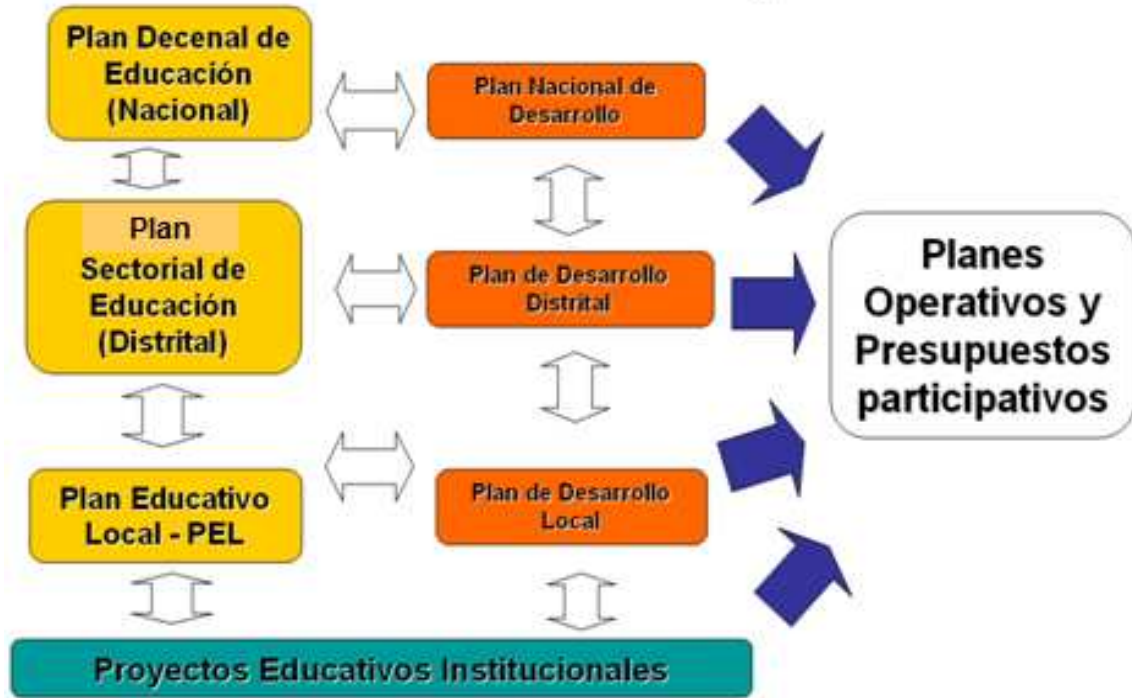 Plan Decenal de
Educación
(Nacional)
Plan Nacional de
Desarrollo
Plan
Sectorial de
Educación
(Distrital)
Plan de Desarrollo
Distrital
Planes
Operativos y
Presupuestos
participativos
Plan Educativo
Local - PEL
Plan de Desarrollo
Local
Proyectos Educativos Institucionales